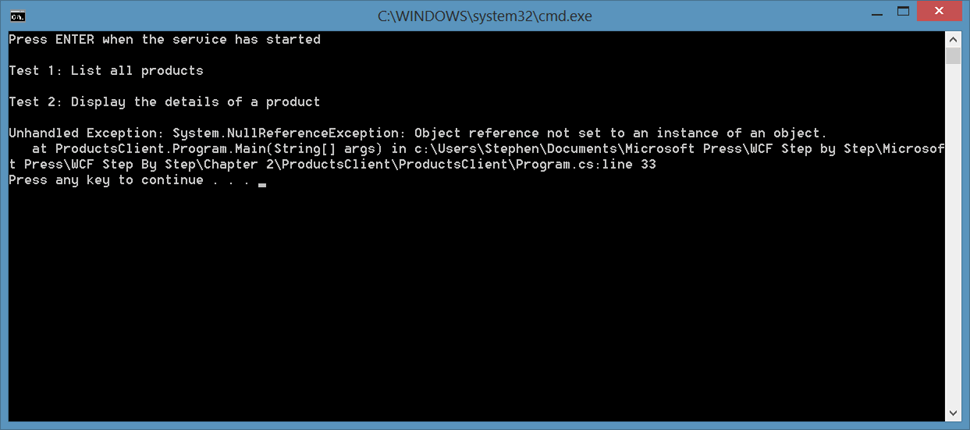 C:\WINDOWS\system32\cmd.exe
Press ENTER when the service has started
Test 1: List all products
Test 2: Display the details of a product
Unhandled Exception: System.NullReferenceException: Object reference not set to an instance of an object.
   at ProductsClient.Program.Main(String[] args) in c:\Users\Stephen\Documents\Microsoft Press\WCF Step by Step\Microsof
t Press\WCF Step By Step\Chapter 2\ProductsClient\ProductsClient\Program.cs:line 33
Press any key to continue . . .